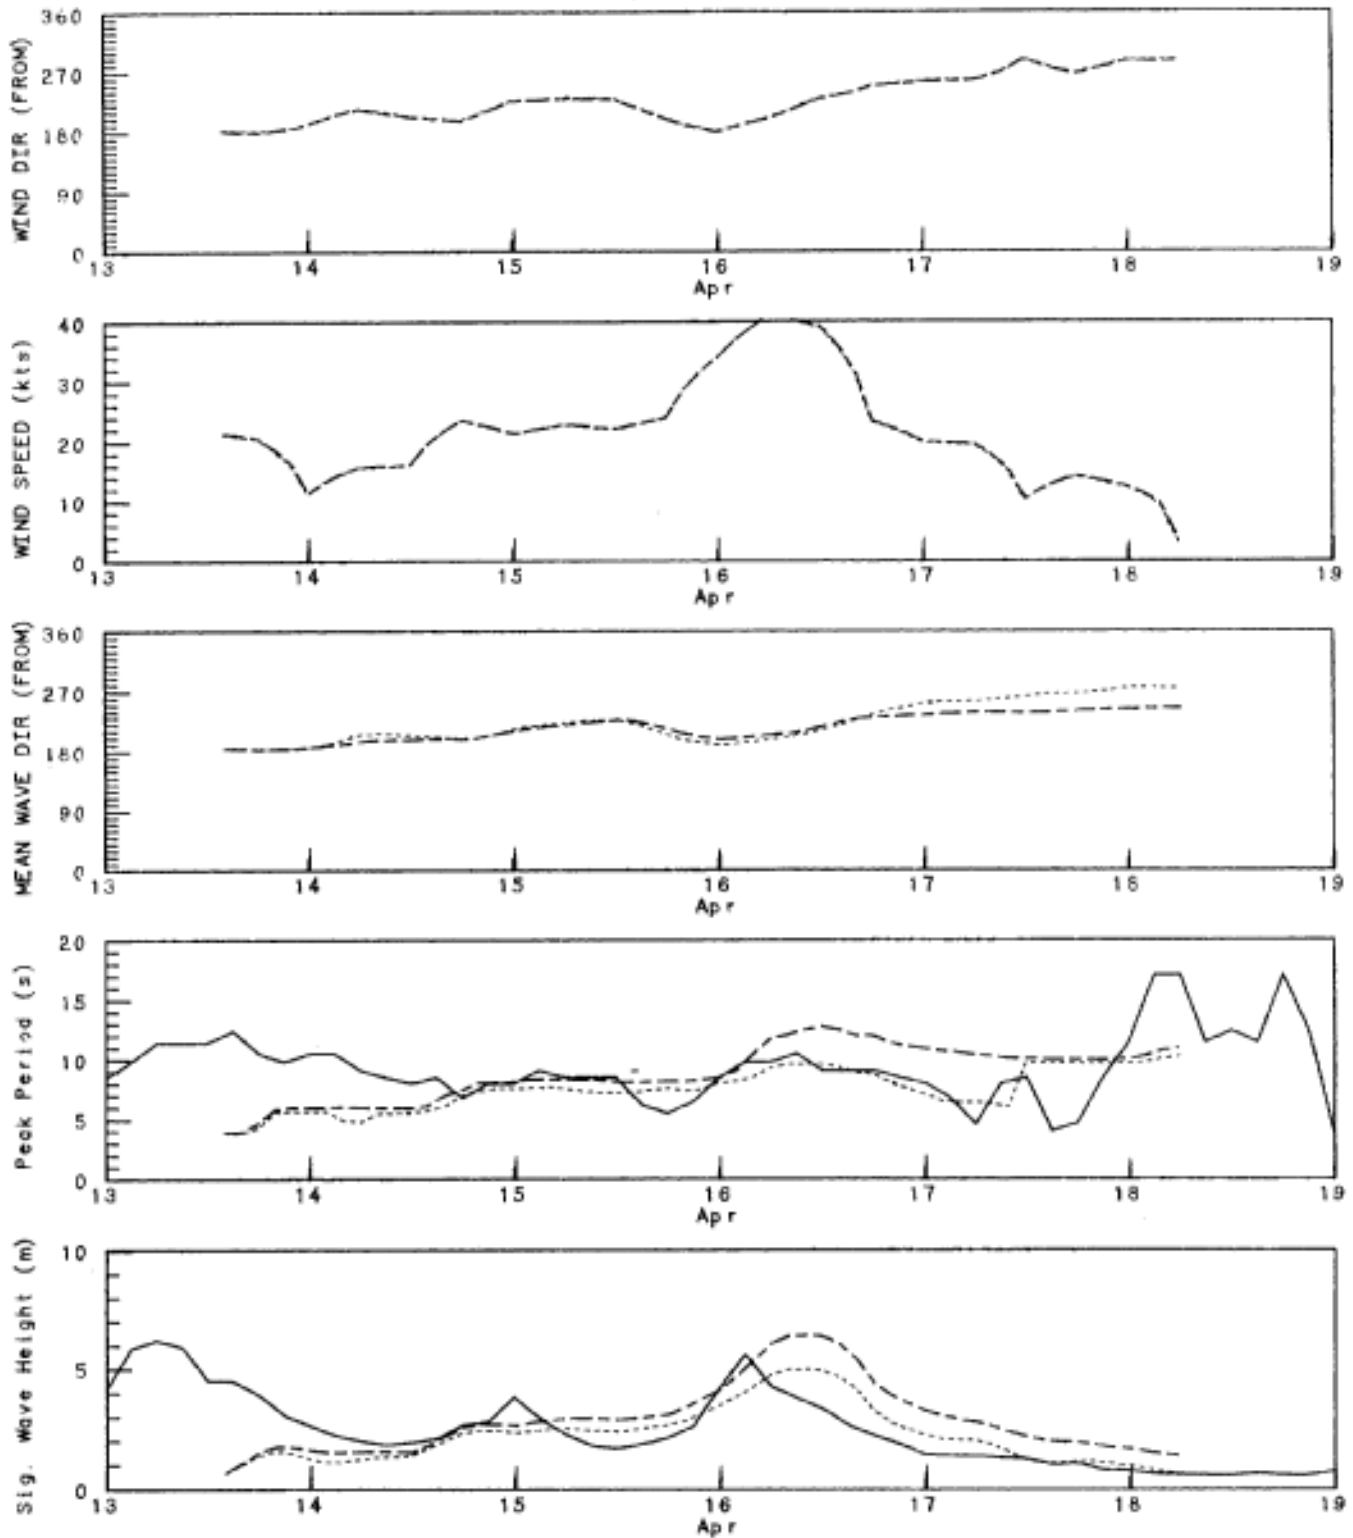 WIND DIR (FROM)
360
270
180
90
0
13 14 15 16 17 18 19
Apr
WIND SPEED (kts)
40
30
20
10
0
13 14 15 16 17 18 19
Apr
MEAN WAVE DIR (FROM)
360
270
180
90
0
13 14 15 16 17 18 19
Apr
Peak Period (s)
20
15
10
5
0
13 14 15 16 17 18 19
Apr
Sig. Wave Height (m)
10
5
0
13 14 15 16 17 18 19
Apr